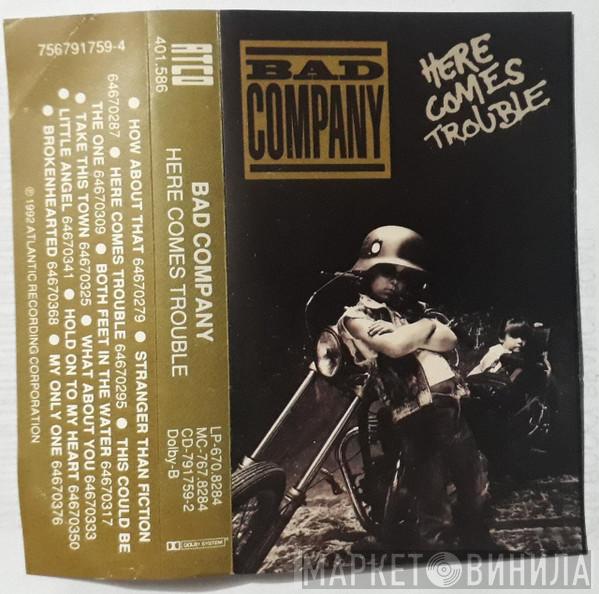 756791759-4
• HOW ABOUT THAT 64670279 • STRANGER THAN FICTION
64670287 • HERE COMES TROUBLE 64670295 • THIS COULD BE
THE ONE 64670309 • BOTH FEET IN THE WATER 64670317
• TAKE THIS TOWN 64670325 • WHAT ABOUT YOU 64670333
• LITTLE ANGEL 64670341 • HOLD ON TO MY HEART 64670350
• BROKENHEARTED 64670368 • MY ONLY ONE 64670376
℗ 1992 ATLANTIC RECORDING CORPORATION
ATCO
401.586
BAD COMPANY
HERE COMES TROUBLE
LP-670.8284
MC-767.8284
CD-791759-2
Dolby-B
DOLBY SYSTEM
BAD
COMPANY
HERE
COMES
TROUBLE
МАРКЕТ ВИНИЛА